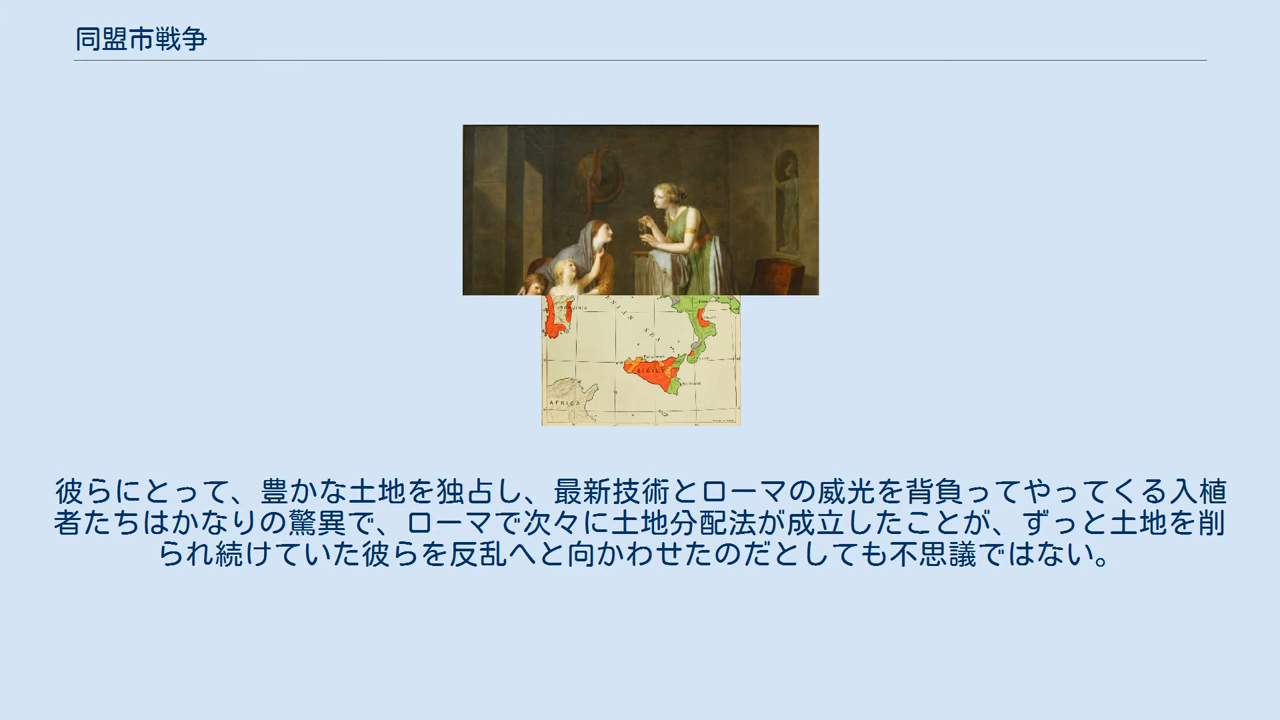 同盟市戦争
SICILY
AFRICA
彼らにとって、豊かな土地を独占し、最新技術とローマの威光を背負ってやってくる入植
者たちはかなりの驚異で、ローマで次々に土地分配法が成立したことが、ずっと土地を削
られ続けていた彼らを反乱へと向かわせたのだとしても不思議ではない。